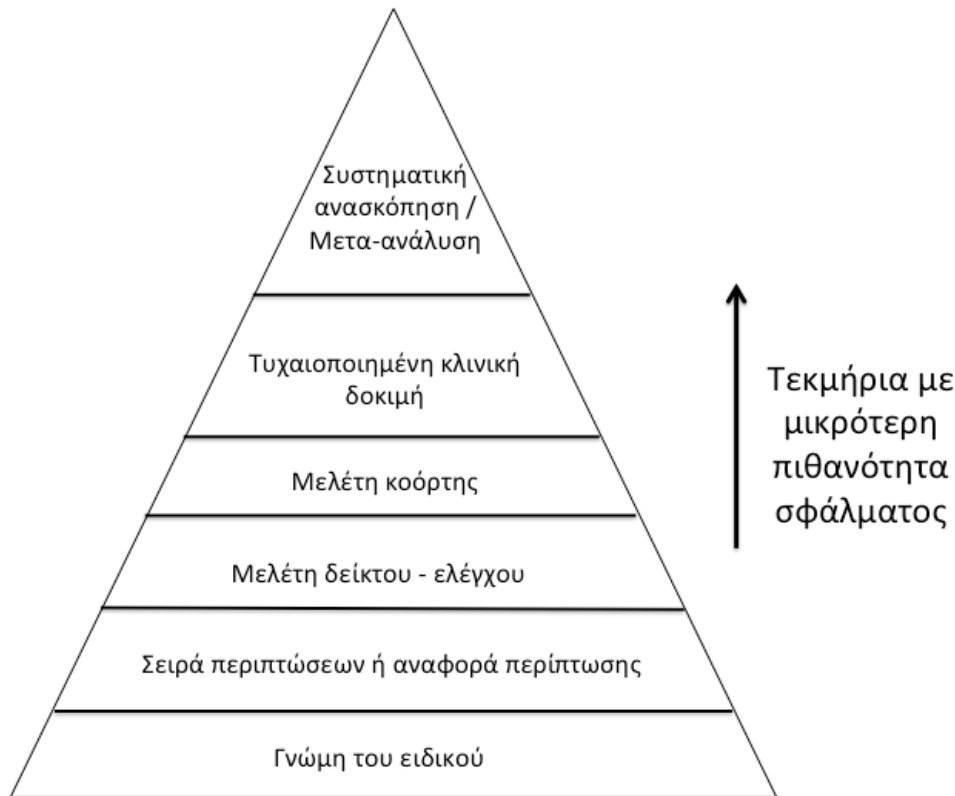 Συστηματική
ανασκόπηση /
Μετα-ανάλυση
Τυχαιοποιημένη κλινική
δοκιμή
Μελέτη κοόρτης
Μελέτη δείκτου - ελέγχου
Σειρά περιπτώσεων ή αναφορά περίπτωσης
Γνώμη του ειδικού
Τεκμήρια με
μικρότερη
πιθανότητα
σφάλματος